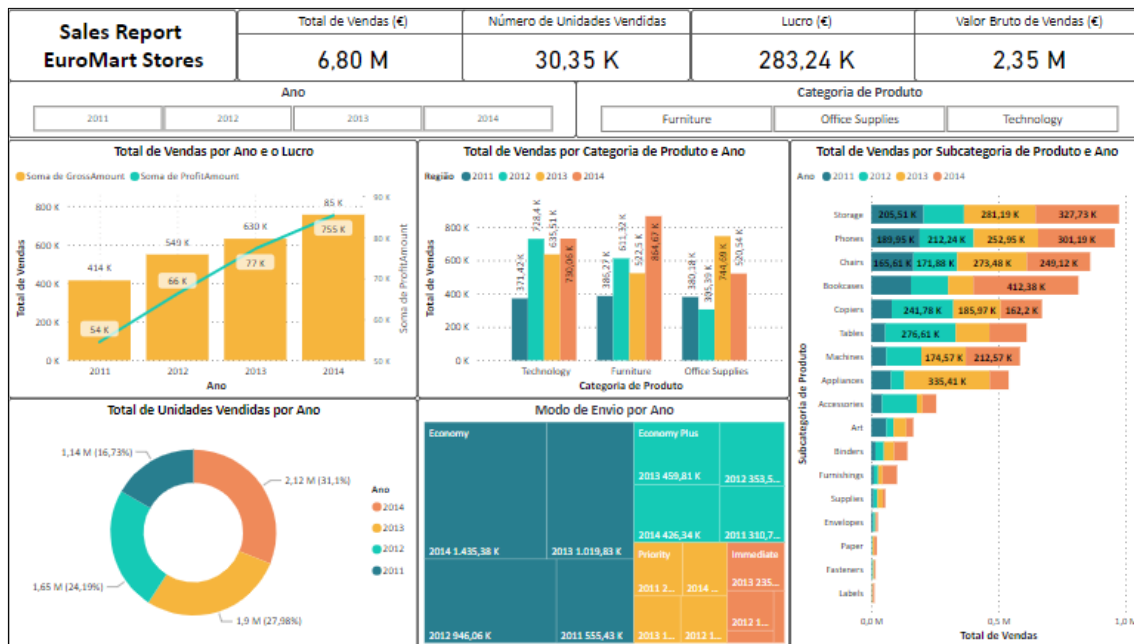 Sales Report
EuroMart Stores
Total de Vendas (€)
6,80 M
Número de Unidades Vendidas
30,35 K
Lucro (€)
283,24 K
Valor Bruto de Vendas (€)
2,35 M
Ano
2011
2012
2013
2014
Categoria de Produto
Furniture
Office Supplies
Technology
Total de Vendas por Ano e o Lucro
Soma de GrossAmount
Soma de ProfitAmount
Total de Vendas
800 K
600 K
400 K
200 K
0 K
414 K
549 K
630 K
755 K
54 K
66 K
77 K
85 K
90 K
80 K
70 K
60 K
50 K
Soma de ProfitAmount
2011
2012
2013
2014
Ano
Total de Vendas por Categoria de Produto e Ano
Região
2011
2012
2013
2014
Total de Vendas
800 K
600 K
400 K
200 K
0 K
371,42 K
728,4 K
635,51 K
730,06 K
386,27 K
611,32 K
522,5 K
864,67 K
380,18 K
305,39 K
744,69 K
520,54 K
Technology
Furniture
Office Supplies
Categoria de Produto
Total de Vendas por Subcategoria de Produto e Ano
Ano
2011
2012
2013
2014
Subcategoria de Produto
Storage
205,51 K
281,19 K
327,73 K
Phones
189,95 K
212,24 K
252,95 K
301,19 K
Chairs
165,61 K
171,88 K
273,48 K
249,12 K
Bookcases
412,38 K
Copiers
241,78 K
185,97 K
162,2 K
Tables
276,61 K
Machines
174,57 K
212,57 K
Appliances
335,41 K
Accessories
Art
Binders
Furnishings
Supplies
Envelopes
Paper
Fasteners
Labels
0,0 M
0,5 M
1,0 M
Total de Vendas
Total de Unidades Vendidas por Ano
1,14 M (16,73%)
2,12 M (31,1%)
1,65 M (24,19%)
1,9 M (27,98%)
Ano
2014
2013
2012
2011
Modo de Envio por Ano
Economy
2014 1.435,38 K
2013 1.019,83 K
2012 946,06 K
2011 555,43 K
Economy Plus
2013 459,81 K
2012 353,5...
2014 426,34 K
2011 310,7...
Priority
2011 2...
2014 ...
2013 1...
2012 1...
Immediate
2013 235...
2012 1...